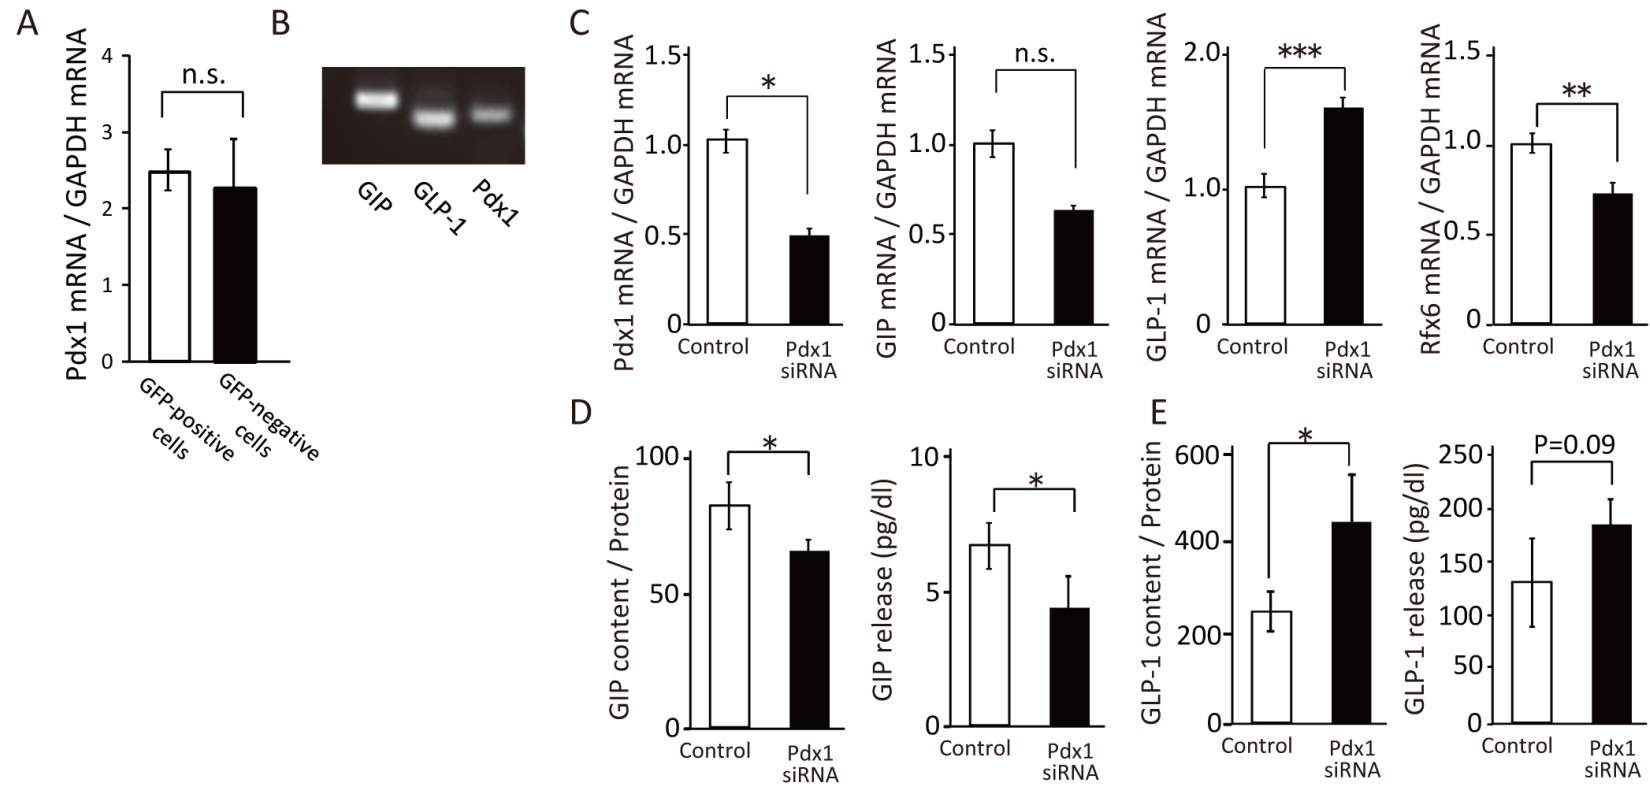 A
Pdx1 mRNA / GAPDH mRNA
4
3
2
1
0
n.s.
GFP-positive
cells
GFP-negative
cells
B
GIP
GLP-1
Pdx1
C
Pdx1 mRNA / GAPDH mRNA
1.5
1.0
0.5
0
*
Control
Pdx1
siRNA
GIP mRNA / GAPDH mRNA
1.5
1.0
0.5
0
n.s.
Control
Pdx1
siRNA
GLP-1 mRNA / GAPDH mRNA
2.0
1.0
0
***
Control
Pdx1
siRNA
Rfx6 mRNA / GAPDH mRNA
1.5
1.0
0.5
0
**
Control
Pdx1
siRNA
D
GIP content / Protein
100
50
0
*
Control
Pdx1
siRNA
GIP release (pg/dl)
10
5
0
*
Control
Pdx1
siRNA
E
GLP-1 content / Protein
600
400
200
0
*
Control
Pdx1
siRNA
GLP-1 release (pg/dl)
250
200
150
100
50
0
P=0.09
Control
Pdx1
siRNA